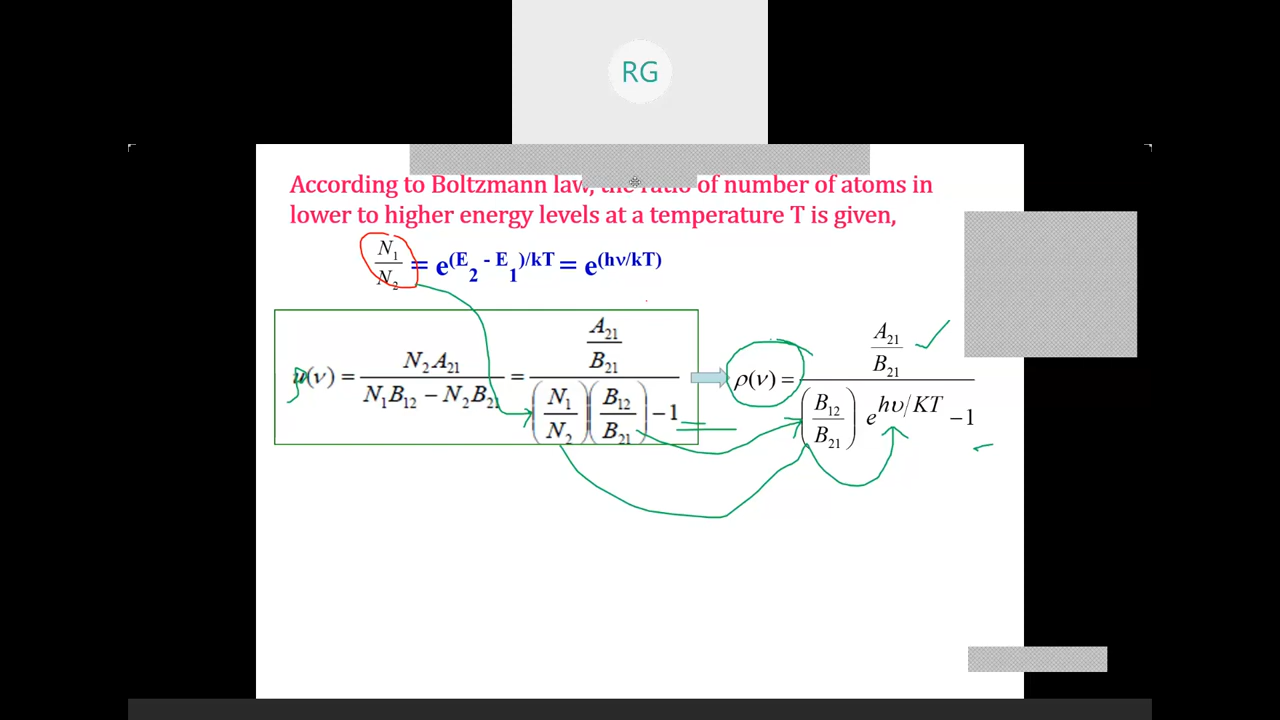 RG
According to Boltzmann law, the ratio of number of atoms in
lower to higher energy levels at a temperature T is given,
N₁/N₂ = e^(E₂ - E₁)/kT = e^(hν/kT)
u(ν) = N₂A₂₁ / (N₁B₁₂ − N₂B₂₁) = (A₂₁/B₂₁) / ((N₁/N₂)(B₁₂/B₂₁) − 1)
ρ(ν) = (A₂₁/B₂₁) / ((B₁₂/B₂₁) e^(hυ/KT) − 1)